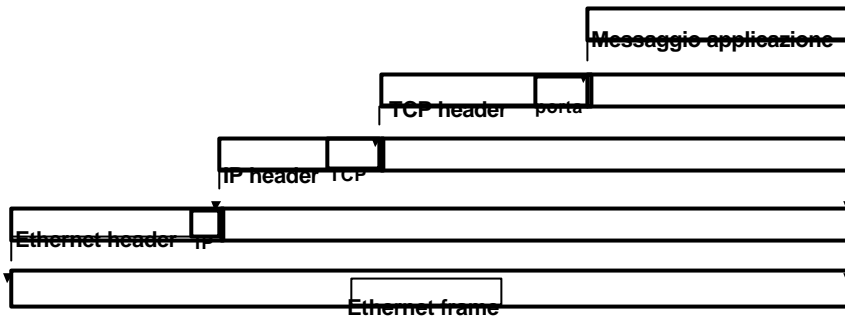 Messaggio applicazione
TCP header porta
IP header TCP
Ethernet header IP
Ethernet frame